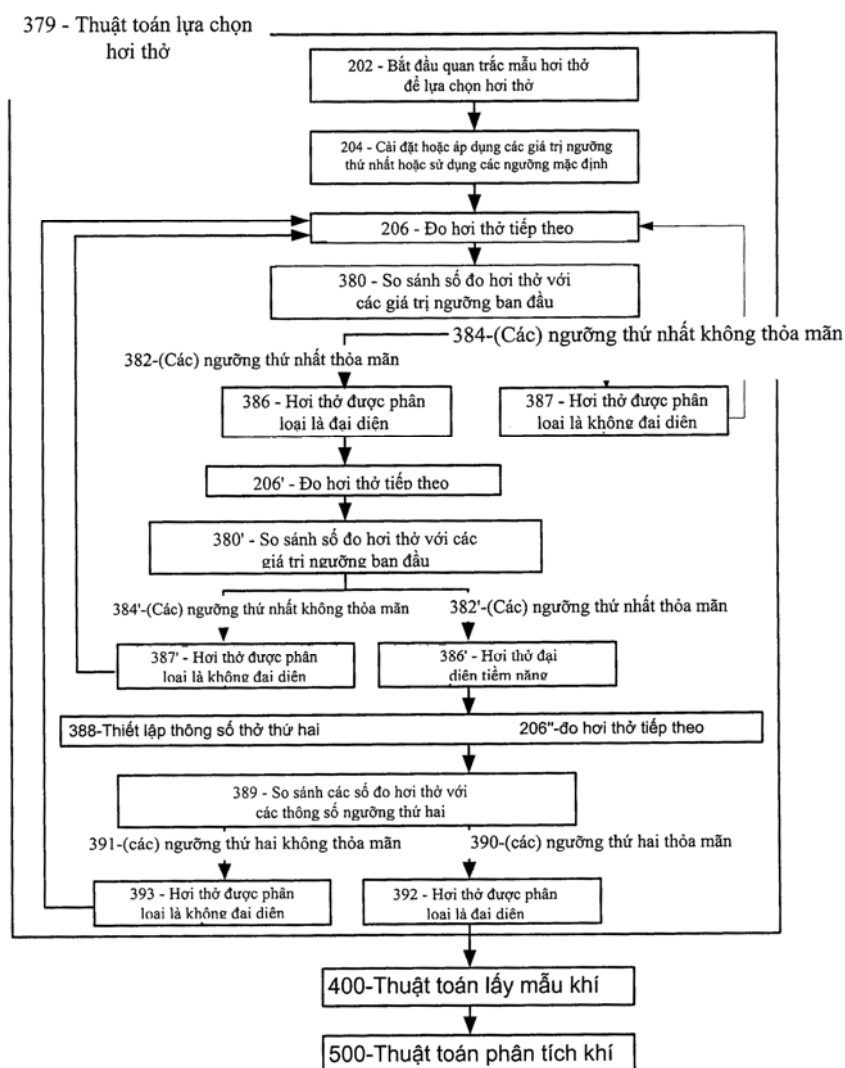 379 - Thuật toán lựa chọn
hơi thở
202 - Bắt đầu quan trắc mẫu hơi thở
để lựa chọn hơi thở
204 - Cài đặt hoặc áp dụng các giá trị ngưỡng
thứ nhất hoặc sử dụng các ngưỡng mặc định
206 - Đo hơi thở tiếp theo
380 - So sánh số đo hơi thở với
các giá trị ngưỡng ban đầu
384-(Các) ngưỡng thứ nhất không thỏa mãn
382-(Các) ngưỡng thứ nhất thỏa mãn
386 - Hơi thở được phân
loại là đại diện
387 - Hơi thở được phân
loại là không đại diện
206' - Đo hơi thở tiếp theo
380' - So sánh số đo hơi thở với các
giá trị ngưỡng ban đầu
384'-(Các) ngưỡng thứ nhất không thỏa mãn
382'-(Các) ngưỡng thứ nhất thỏa mãn
387' - Hơi thở được phân
loại là không đại diện
386' - Hơi thở đại
diện tiềm năng
388-Thiết lập thông số thở thứ hai
206"-đo hơi thở tiếp theo
389 - So sánh các số đo hơi thở với
các thông số ngưỡng thứ hai
391-(các) ngưỡng thứ hai không thỏa mãn
390-(các) ngưỡng thứ hai thỏa mãn
393 - Hơi thở được phân
loại là không đại diện
392 - Hơi thở được phân
loại là đại diện
400-Thuật toán lấy mẫu khí
500-Thuật toán phân tích khí